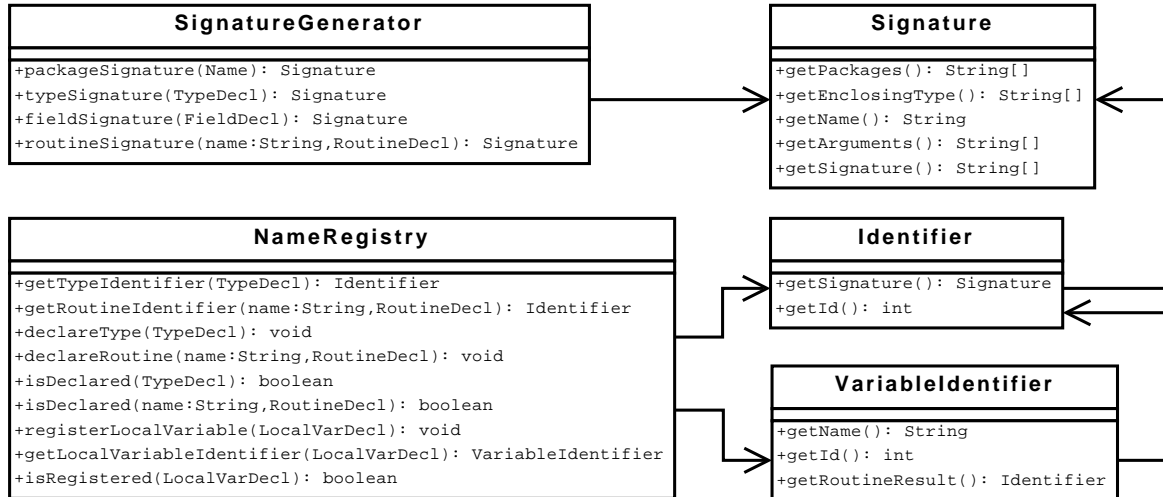 SignatureGenerator
+packageSignature(Name): Signature
+typeSignature(TypeDecl): Signature
+fieldSignature(FieldDecl): Signature
+routineSignature(name:String,RoutineDecl): Signature
Signature
+getPackages(): String[]
+getEnclosingType(): String[]
+getName(): String
+getArguments(): String[]
+getSignature(): String[]
NameRegistry
+getTypeIdentifier(TypeDecl): Identifier
+getRoutineIdentifier(name:String,RoutineDecl): Identifier
+declareType(TypeDecl): void
+declareRoutine(name:String,RoutineDecl): void
+isDeclared(TypeDecl): boolean
+isDeclared(name:String,RoutineDecl): boolean
+registerLocalVariable(LocalVarDecl): void
+getLocalVariableIdentifier(LocalVarDecl): VariableIdentifier
+isRegistered(LocalVarDecl): boolean
Identifier
+getSignature(): Signature
+getId(): int
VariableIdentifier
+getName(): String
+getId(): int
+getRoutineResult(): Identifier